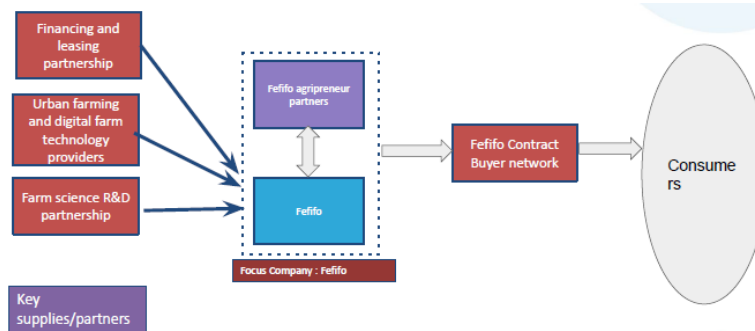 Financing and
leasing partnership
Urban farming
and digital farm
technology
providers
Farm science R&D
partnership
Key
supplies/partners
Fefifo agripreneur
partners
Fefifo
Focus Company : Fefifo
Fefifo Contract
Buyer network
Consume
rs